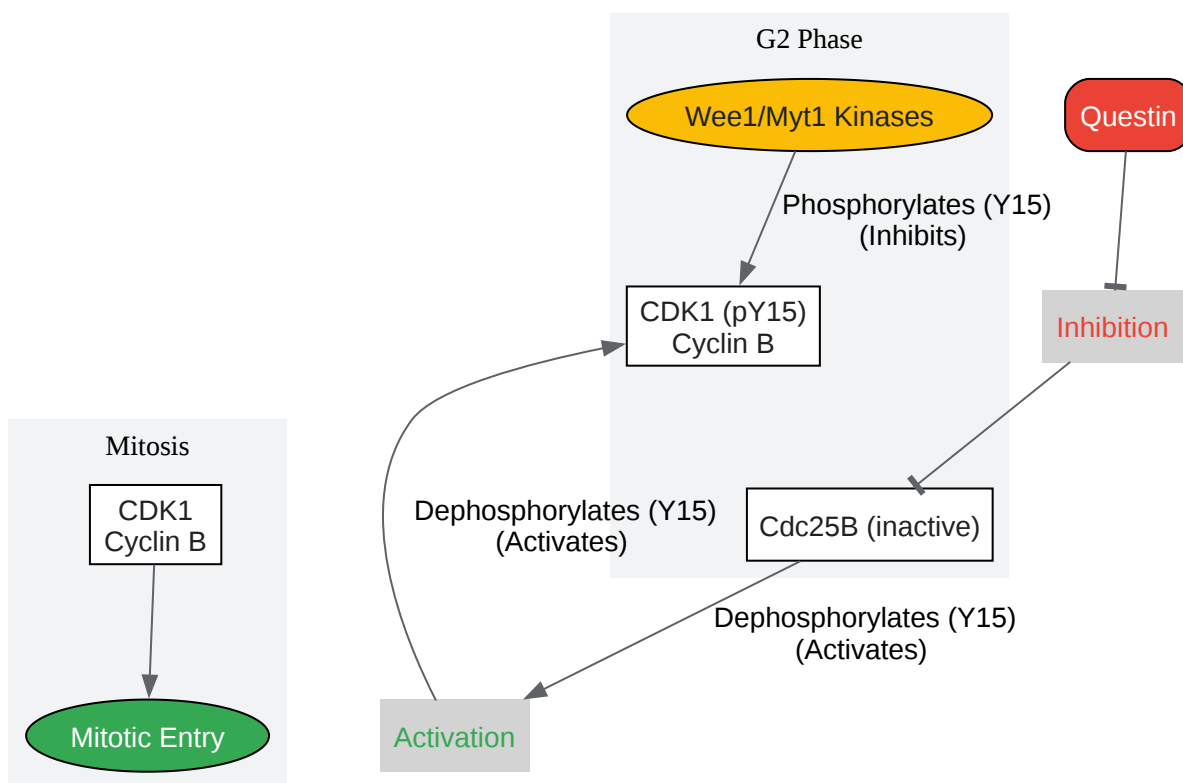 G2 Phase
Wee1/Myt1 Kinases
Questin
Phosphorylates (Y15)
(Inhibits)
CDK1 (pY15)
Cyclin B
Inhibition
Mitosis
CDK1
Cyclin B
Dephosphorylates (Y15)
(Activates)
Cdc25B (inactive)
Dephosphorylates (Y15)
(Activates)
Mitotic Entry
Activation